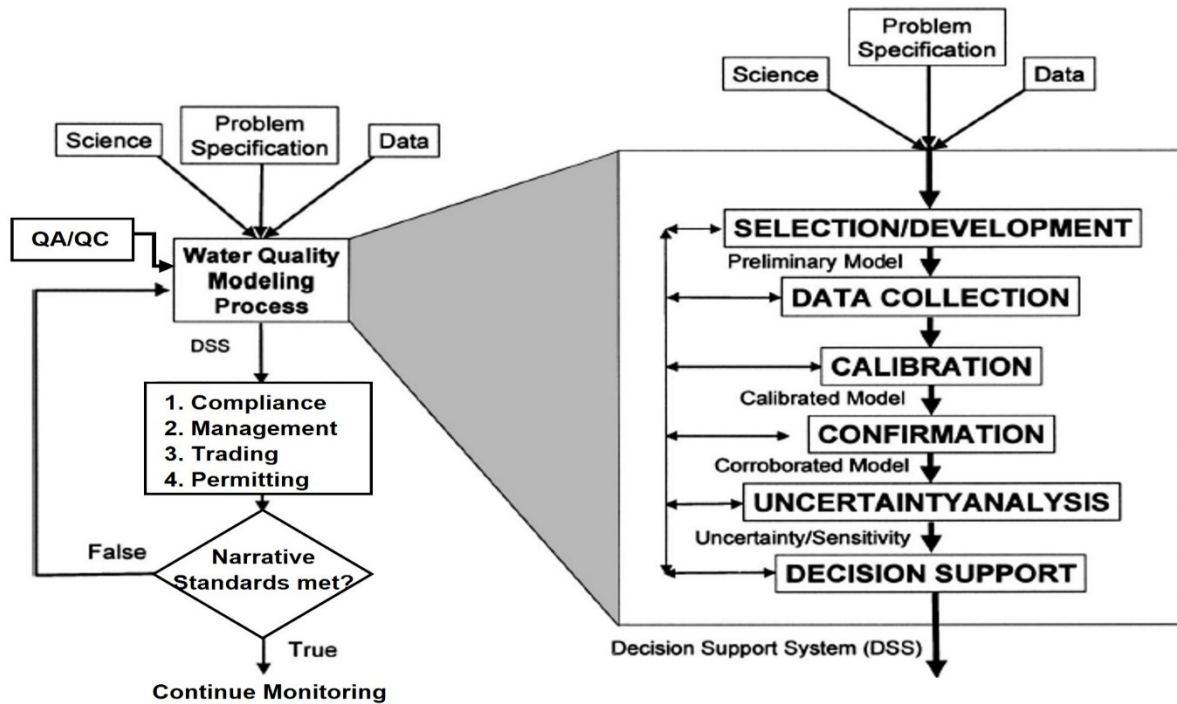 Problem
Specification
Science
Data
QA/QC
Water Quality
Modeling
Process
DSS
1. Compliance
2. Management
3. Trading
4. Permitting
False
Narrative
Standards met?
True
Continue Monitoring
Problem
Specification
Science
Data
SELECTION/DEVELOPMENT
Preliminary Model
DATA COLLECTION
CALIBRATION
Calibrated Model
CONFIRMATION
Corroborated Model
UNCERTAINTYANALYSIS
Uncertainty/Sensitivity
DECISION SUPPORT
Decision Support System (DSS)